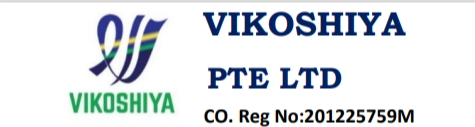 VIKOSHIYA
VIKOSHIYA
PTE LTD
CO. Reg No:201225759M